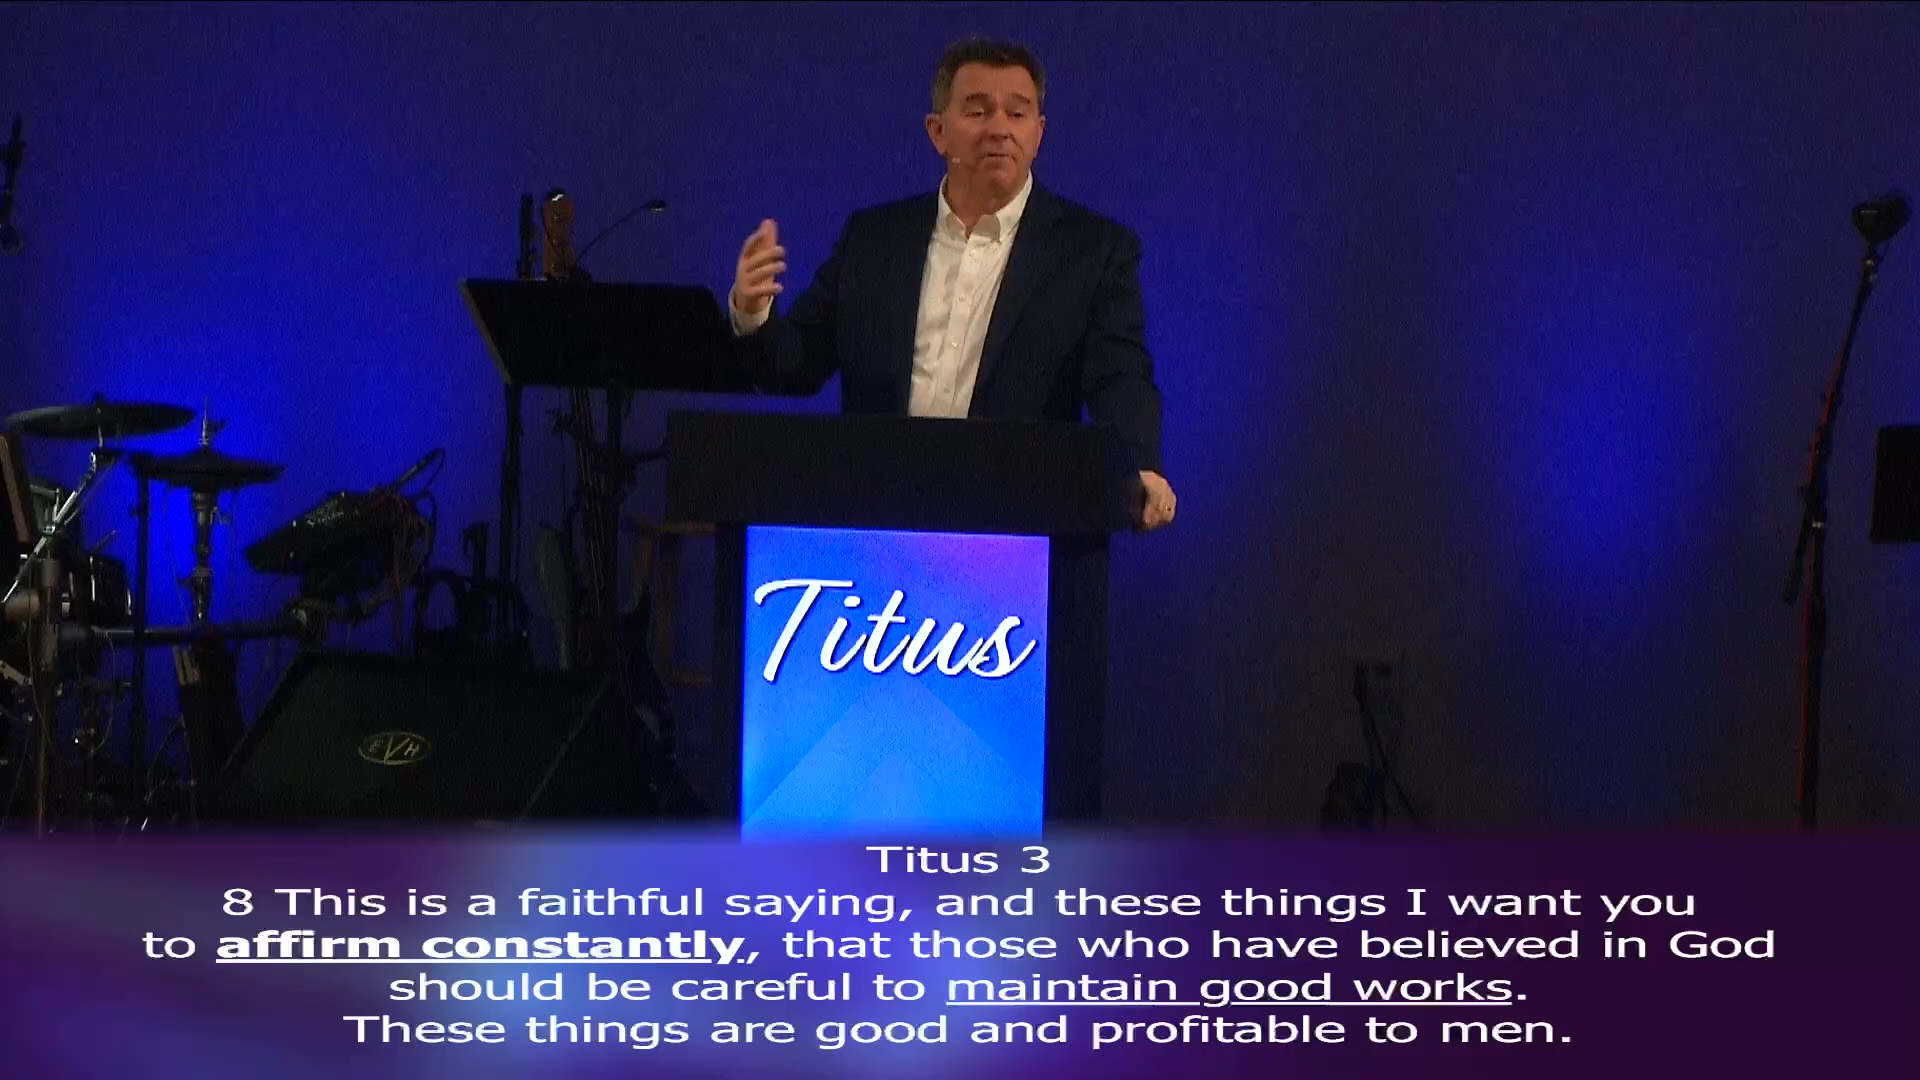 EVH
Titus
Titus 3
8 This is a faithful saying, and these things I want you
to affirm constantly, that those who have believed in God
should be careful to maintain good works.
These things are good and profitable to men.